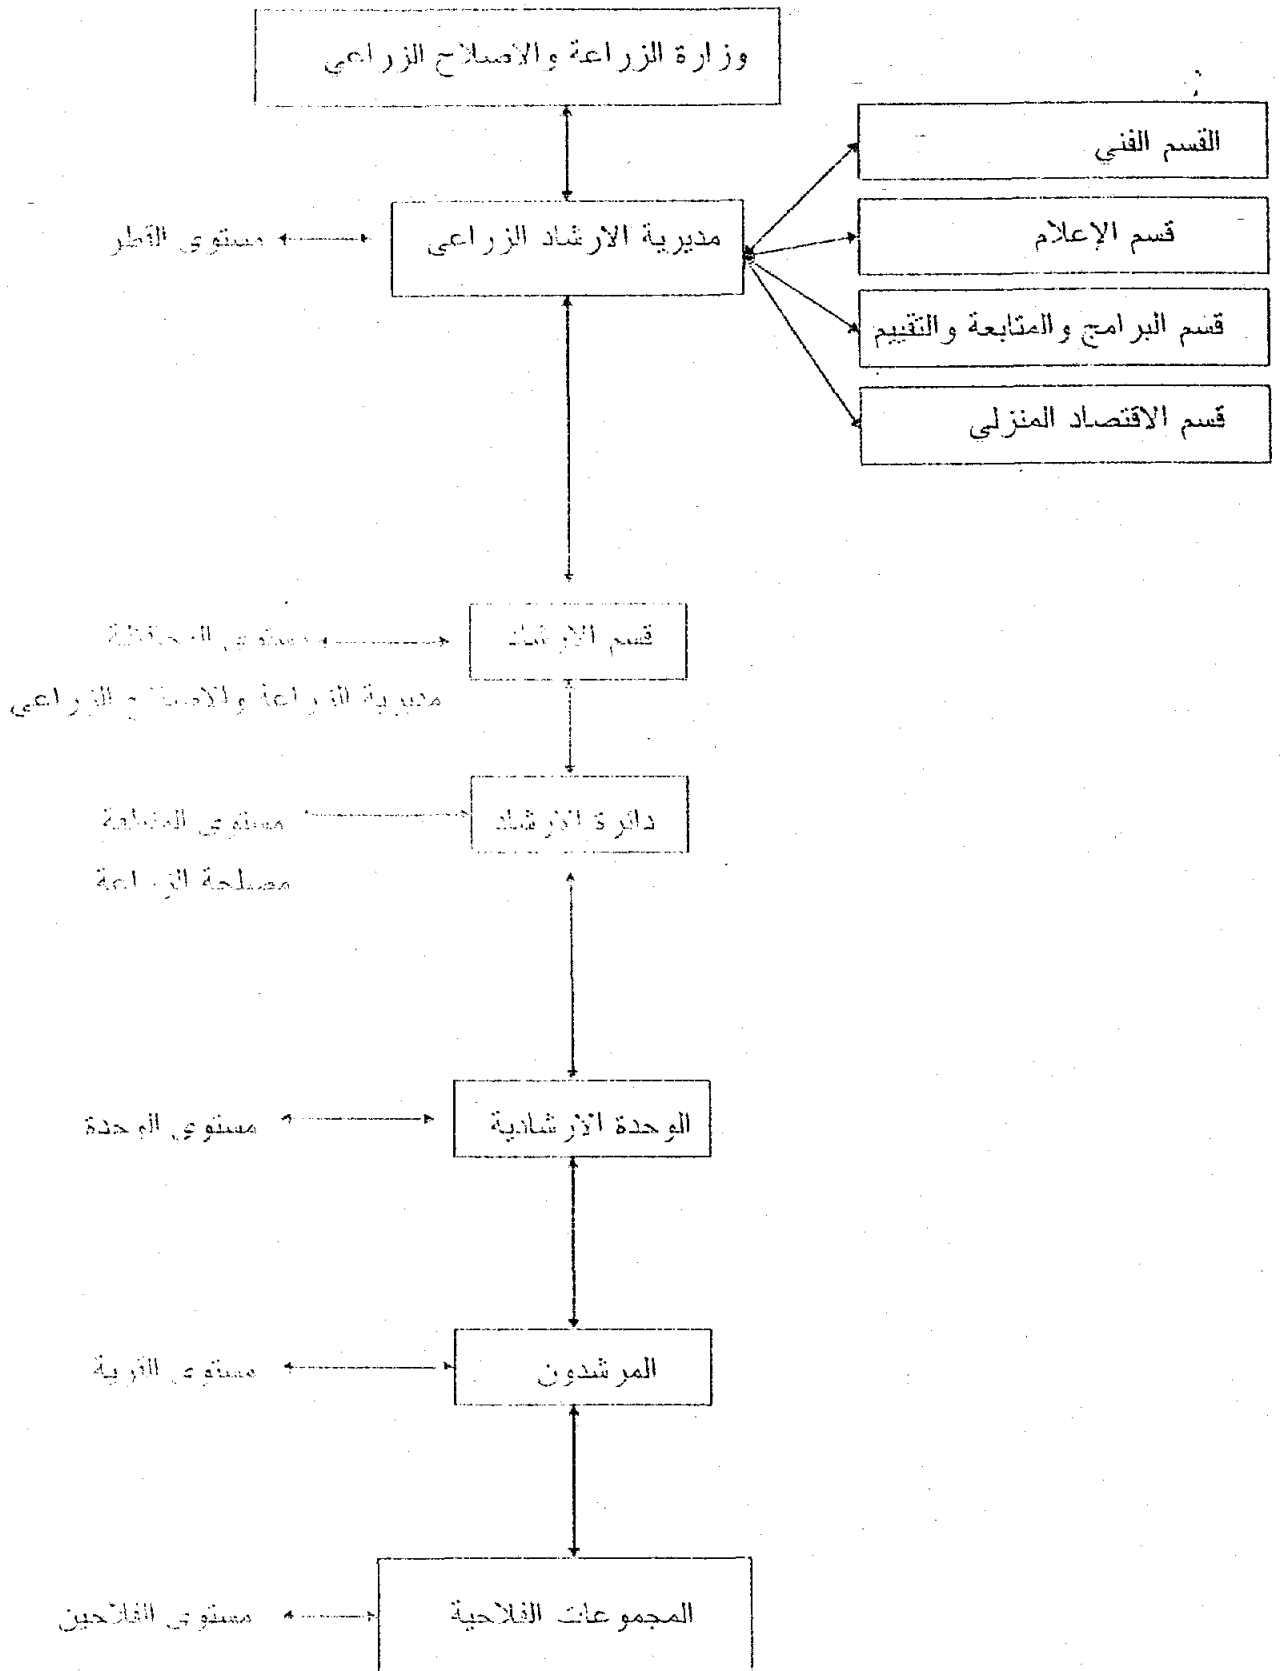 وزارة الزراعة والاصلاح الزراعي
القسم الفني
مديرية الارشاد الزراعي
مستوى القطر
قسم الإعلام
قسم البرامج والمتابعة والتقييم
قسم الاقتصاد المنزلي
قسم الارشاد
مستوى المحافظة
مديرية الزراعة والاصلاح الزراعي
دائرة الارشاد
مستوى المنطقة
مصلحة الزراعة
الوحدة الارشادية
مستوى الوحدة
المرشدون
مستوى القرية
المجموعات الفلاحية
مستوى الفلاحين